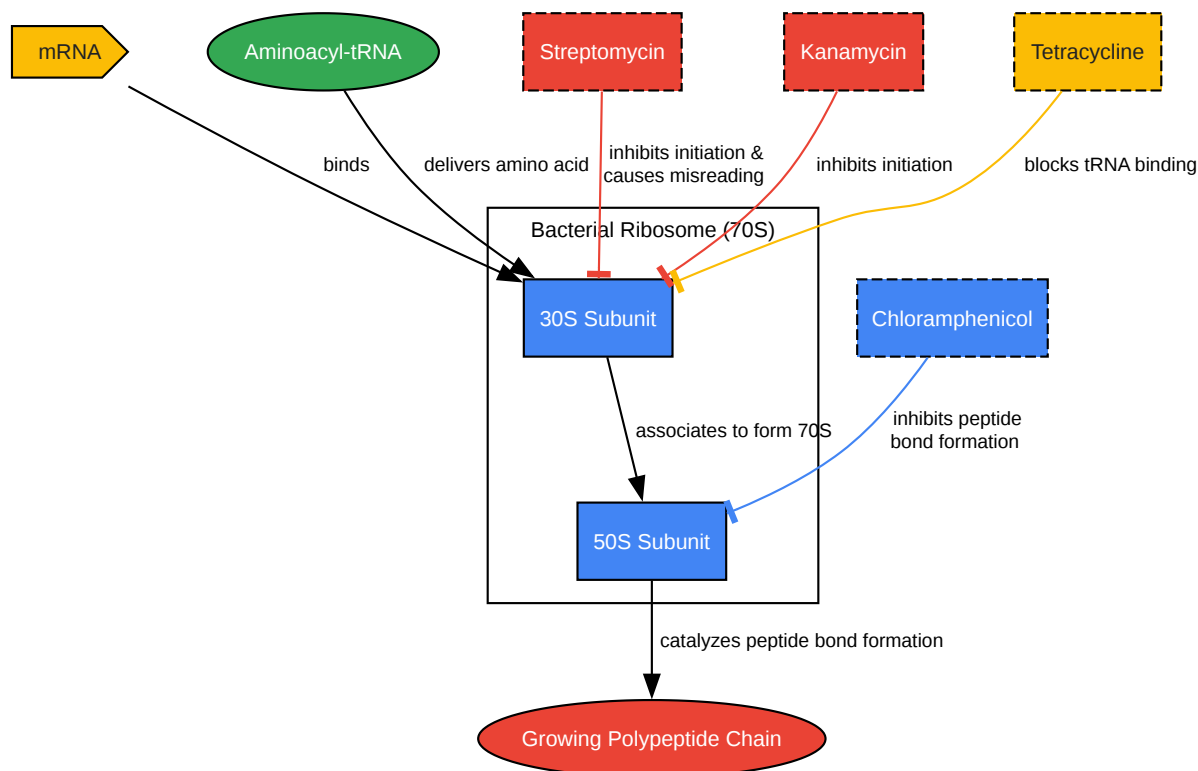 mRNA
Aminoacyl-tRNA
Streptomycin
Kanamycin
Tetracycline
binds
delivers amino acid
inhibits initiation &
causes misreading
inhibits initiation
blocks tRNA binding
Bacterial Ribosome (70S)
30S Subunit
Chloramphenicol
associates to form 70S
inhibits peptide
bond formation
50S Subunit
catalyzes peptide bond formation
Growing Polypeptide Chain